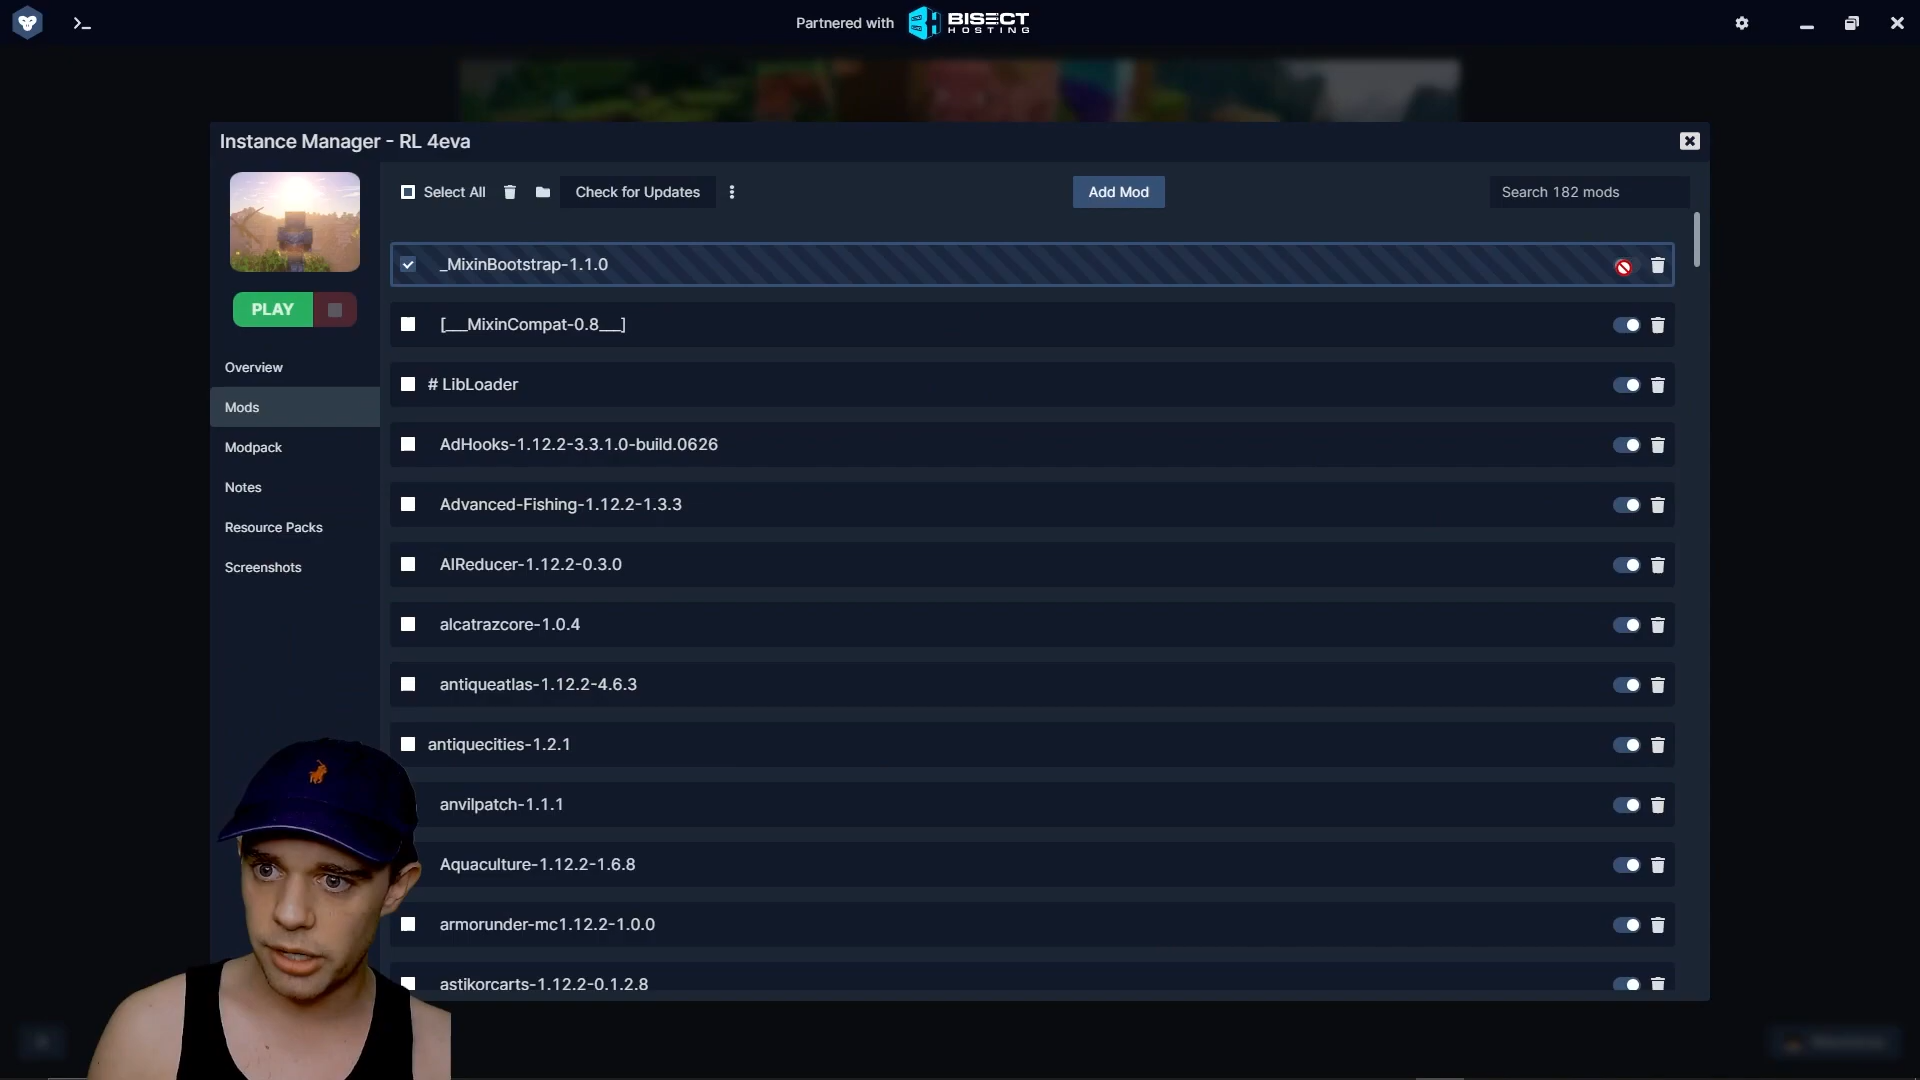 Partnered with BISECT
HOSTING
Instance Manager - RL 4eva
Select All Check for Updates Add Mod Search 182 mods
PLAY
Overview
Mods
Modpack
Notes
Resource Packs
Screenshots
_MixinBootstrap-1.1.0
[___MixinCompat-0.8___]
# LibLoader
AdHooks-1.12.2-3.3.1.0-build.0626
Advanced-Fishing-1.12.2-1.3.3
AIReducer-1.12.2-0.3.0
alcatrazcore-1.0.4
antiqueatlas-1.12.2-4.6.3
antiquecities-1.2.1
anvilpatch-1.1.1
Aquaculture-1.12.2-1.6.8
armorunder-mc1.12.2-1.0.0
astikorcarts-1.12.2-0.1.2.8